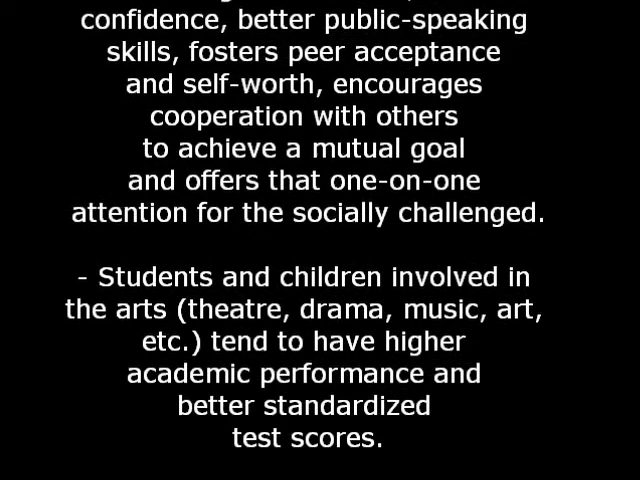 confidence, better public-speaking
skills, fosters peer acceptance
and self-worth, encourages
cooperation with others
to achieve a mutual goal
and offers that one-on-one
attention for the socially challenged.
- Students and children involved in
the arts (theatre, drama, music, art,
etc.) tend to have higher
academic performance and
better standardized
test scores.